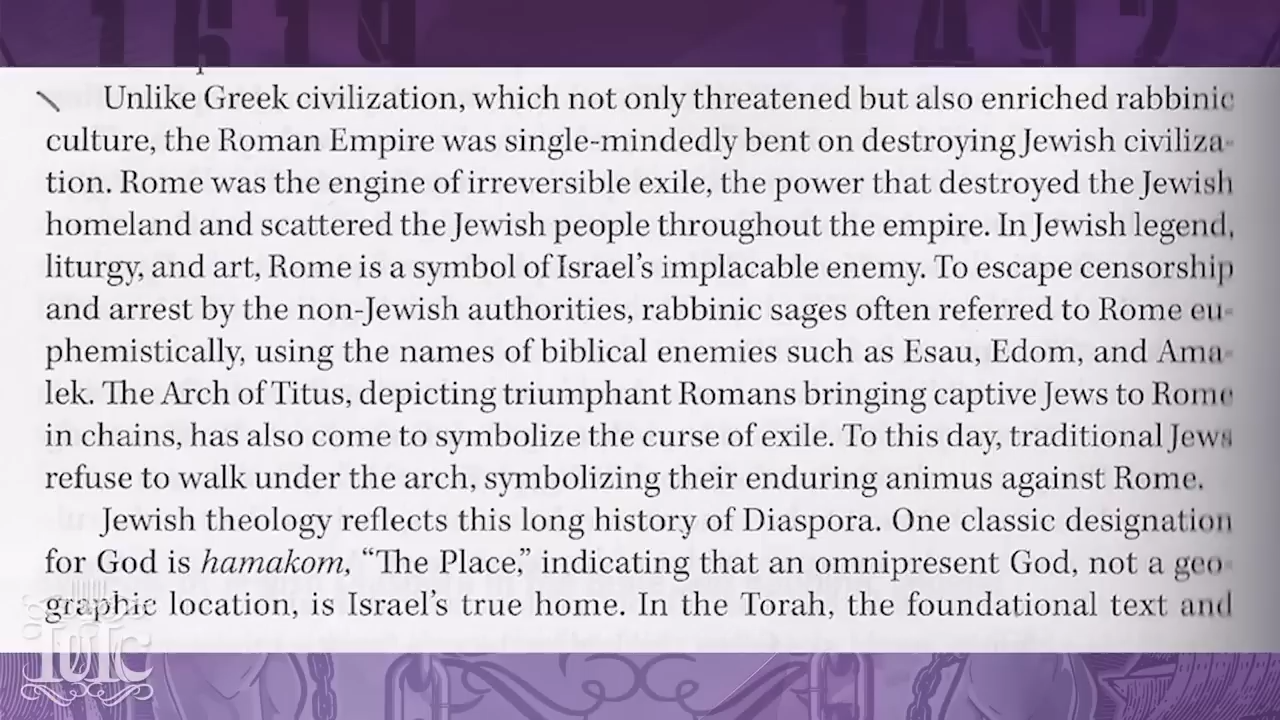 1619 1492
Unlike Greek civilization, which not only threatened but also enriched rabbinic
culture, the Roman Empire was single-mindedly bent on destroying Jewish civiliza-
tion. Rome was the engine of irreversible exile, the power that destroyed the Jewish
homeland and scattered the Jewish people throughout the empire. In Jewish legend,
liturgy, and art, Rome is a symbol of Israel’s implacable enemy. To escape censorship
and arrest by the non-Jewish authorities, rabbinic sages often referred to Rome eu-
phemistically, using the names of biblical enemies such as Esau, Edom, and Ama-
lek. The Arch of Titus, depicting triumphant Romans bringing captive Jews to Rome
in chains, has also come to symbolize the curse of exile. To this day, traditional Jews
refuse to walk under the arch, symbolizing their enduring animus against Rome.
Jewish theology reflects this long history of Diaspora. One classic designation
for God is hamakom, “The Place,” indicating that an omnipresent God, not a geo-
graphic location, is Israel’s true home. In the Torah, the foundational text and
IUIC